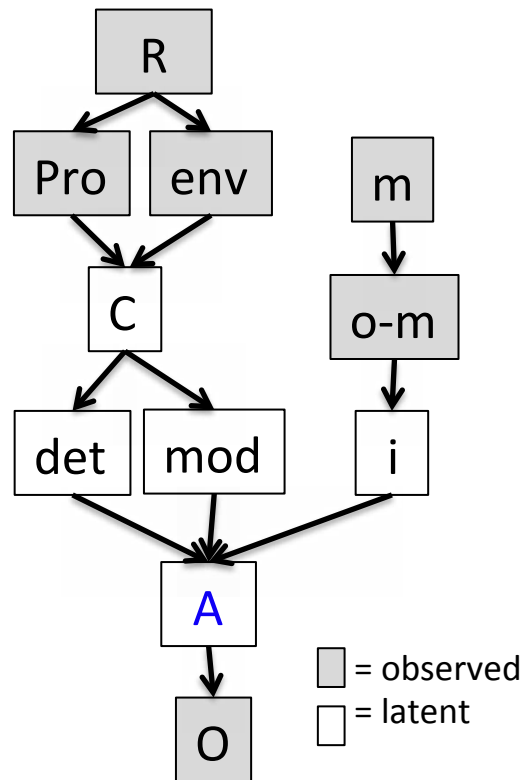 R
Pro
env
m
C
o-m
det
mod
i
A
= observed
= latent
O